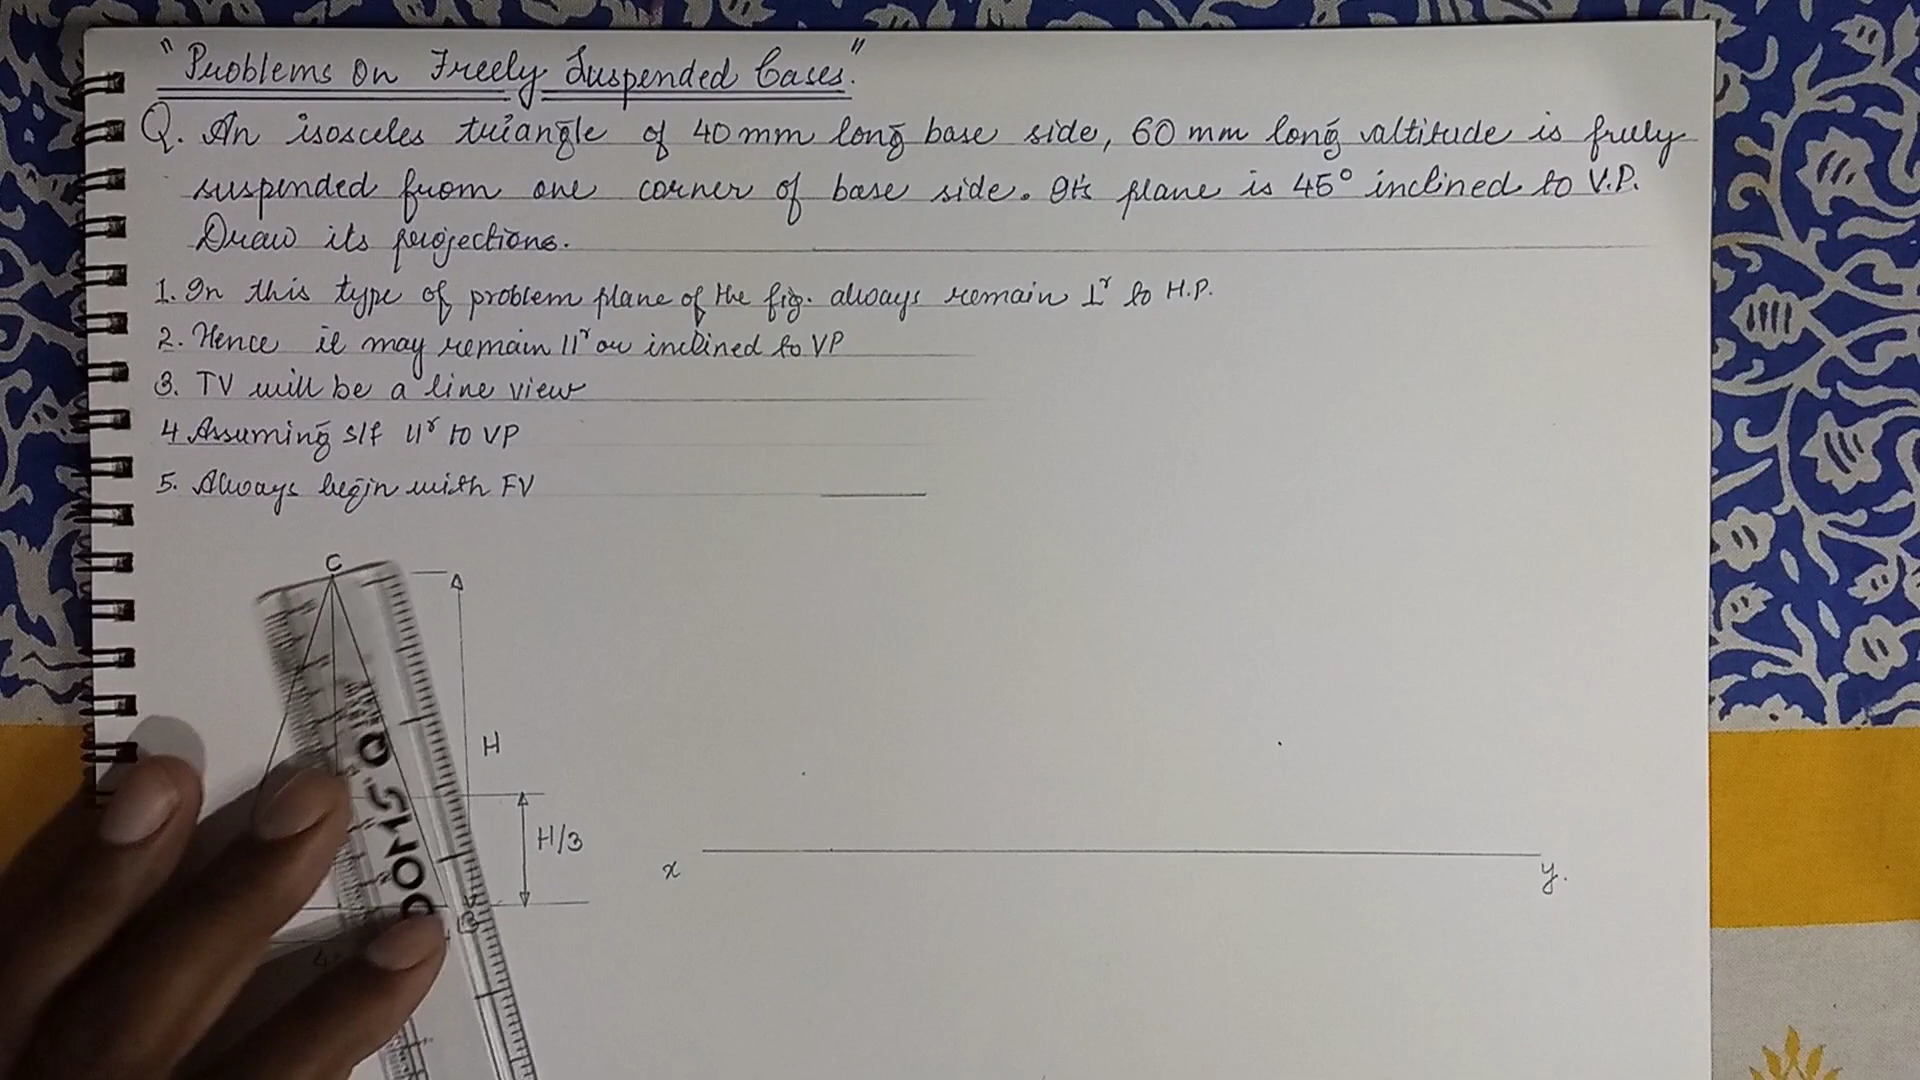 "Problems On Freely Suspended Cases."
Q. An isosceles triangle of 40 mm long base side, 60 mm long altitude is freely
suspended from one corner of base side. It's plane is 45° inclined to V.P.
Draw its projections.
1. In this type of problem plane of the fig. always remain ⊥r to H.P.
2. Hence it may remain llr or inclined to VP
3. TV will be a line view
4 Assuming s/f llr to VP
5. Always begin with FV
C
H
H/3
B
DOMS
x
y.